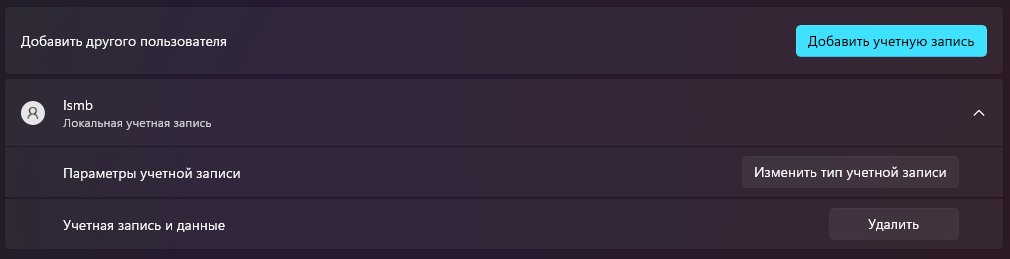 Добавить другого пользователя
Добавить учетную запись
Ismb
Локальная учетная запись
Параметры учетной записи
Изменить тип учетной записи
Учетная запись и данные
Удалить